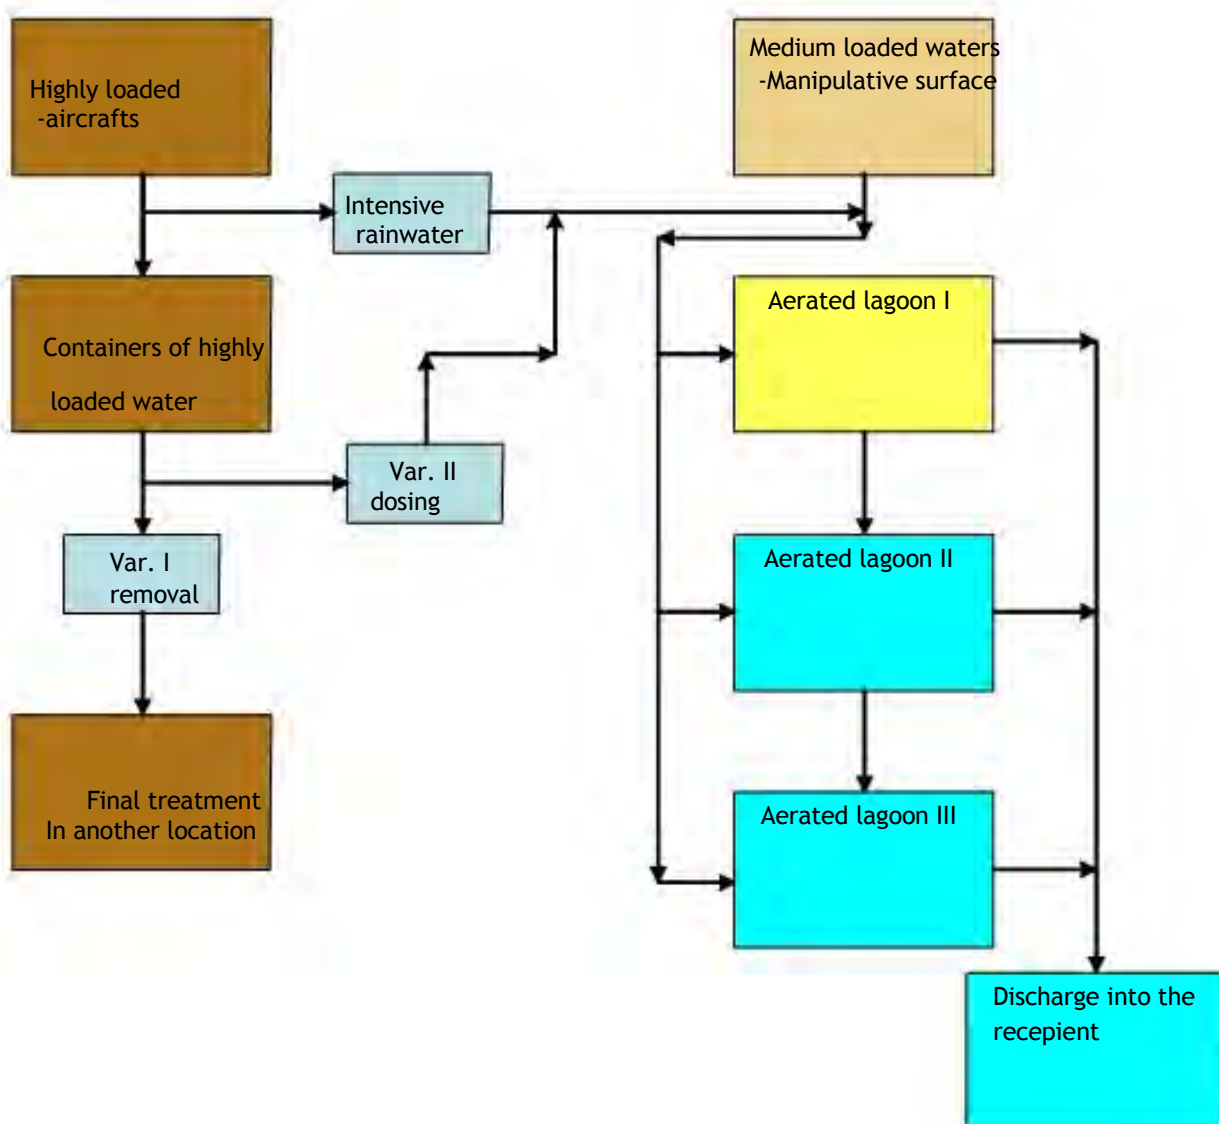 Highly loaded
-aircrafts
Medium loaded waters
-Manipulative surface
Intensive
rainwater
Containers of highly
loaded water
Aerated lagoon I
Var. II
dosing
Var. I
removal
Aerated lagoon II
Final treatment
In another location
Aerated lagoon III
Discharge into the
recepient